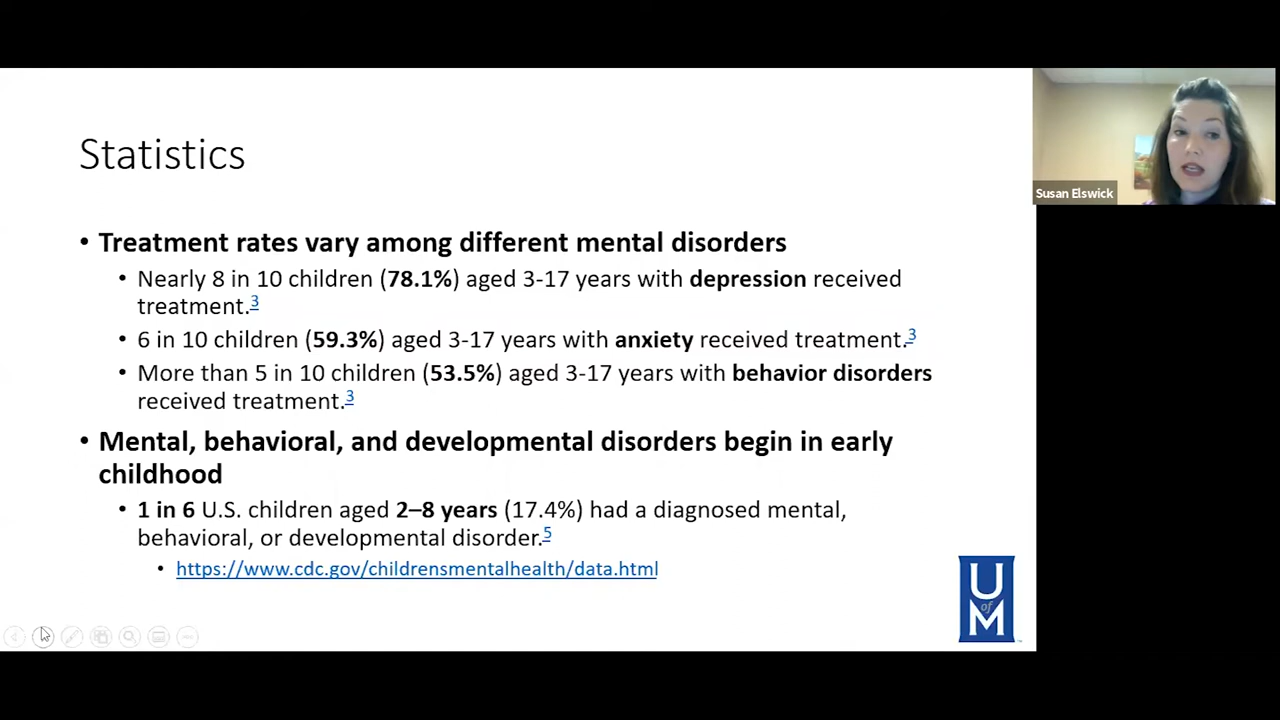 Statistics
Susan Elswick
• Treatment rates vary among different mental disorders
• Nearly 8 in 10 children (78.1%) aged 3-17 years with depression received
treatment.3
• 6 in 10 children (59.3%) aged 3-17 years with anxiety received treatment.3
• More than 5 in 10 children (53.5%) aged 3-17 years with behavior disorders
received treatment.3
• Mental, behavioral, and developmental disorders begin in early
childhood
• 1 in 6 U.S. children aged 2–8 years (17.4%) had a diagnosed mental,
behavioral, or developmental disorder.5
• https://www.cdc.gov/childrensmentalhealth/data.html
U
of
M